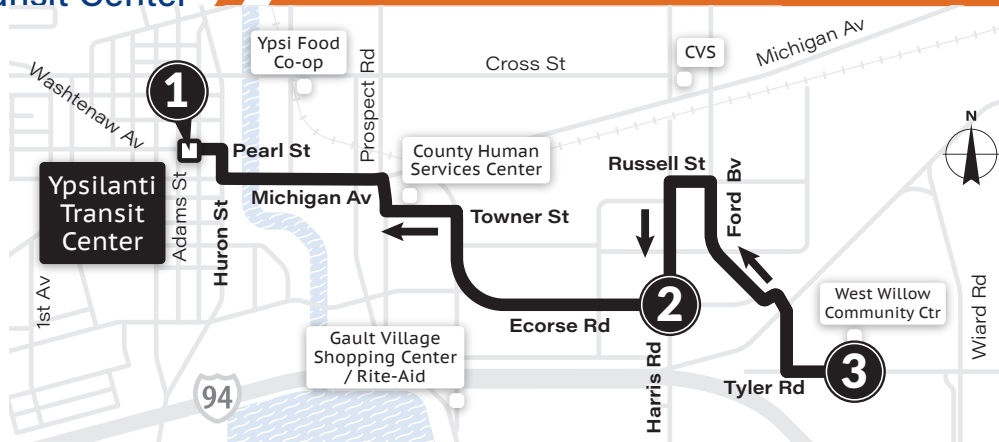 Transit Center
Ypsi Food
Co-op
Prospect Rd
Cross St
CVS
Michigan Av
Washtenaw Av
1
N
Pearl St
County Human
Services Center
Russell St
Ford Bv
Ypsilanti
Transit
Center
Adams St
Huron St
Michigan Av
Towner St
1st Av
2
Ecorse Rd
West Willow
Community Ctr
Wiard Rd
Gault Village
Shopping Center
/ Rite-Aid
Harris Rd
Tyler Rd
3
94